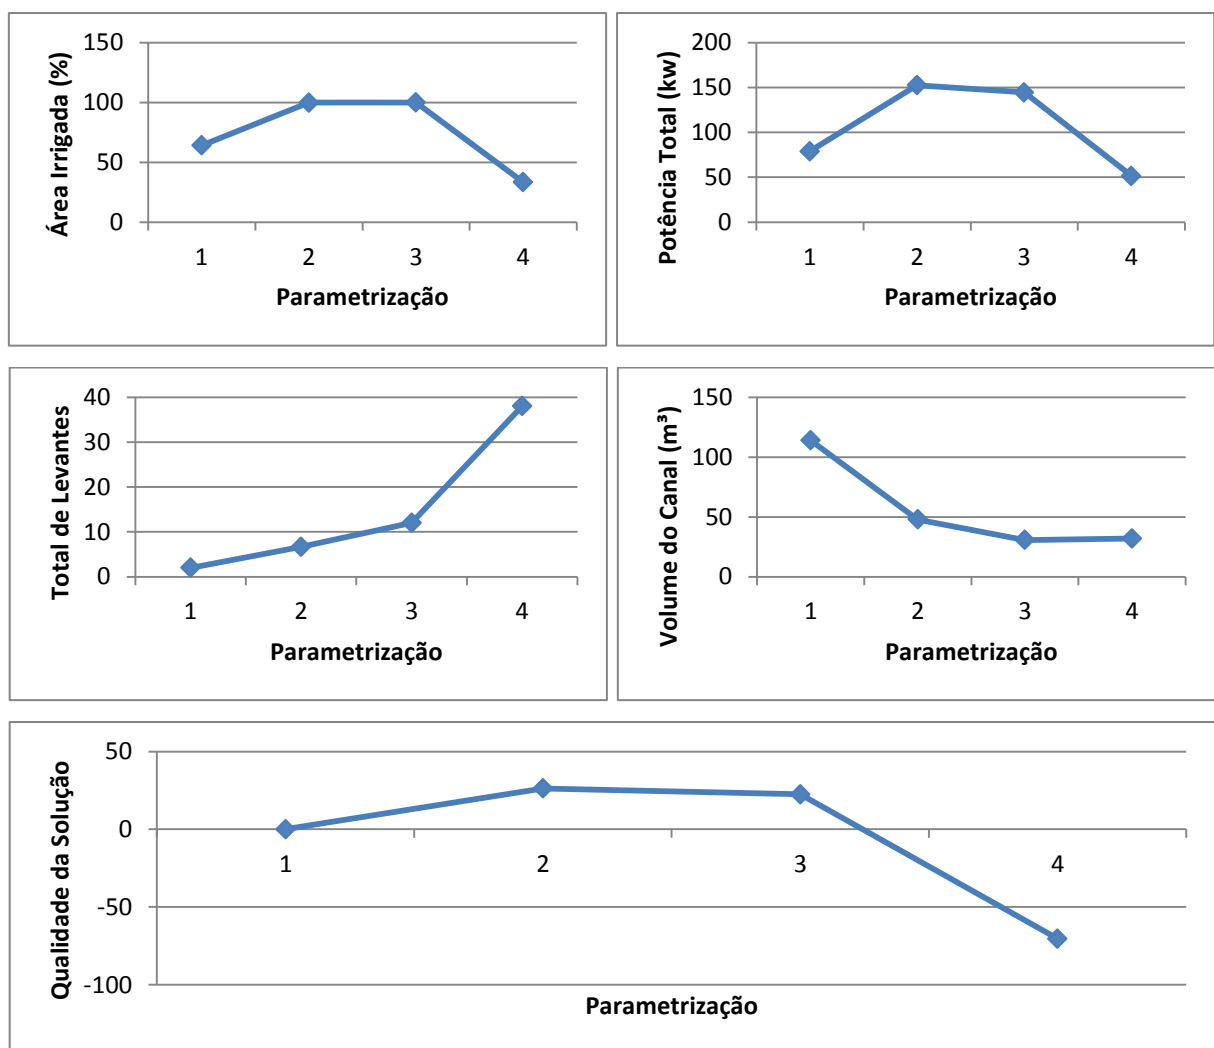 Área Irrigada (%)
150
100
50
0
1 2 3 4
Parametrização
Potência Total (kw)
200
150
100
50
0
1 2 3 4
Parametrização
Total de Levantes
40
30
20
10
0
1 2 3 4
Parametrização
Volume do Canal (m³)
150
100
50
0
1 2 3 4
Parametrização
Qualidade da Solução
50
0
-50
-100
1 2 3 4
Parametrização